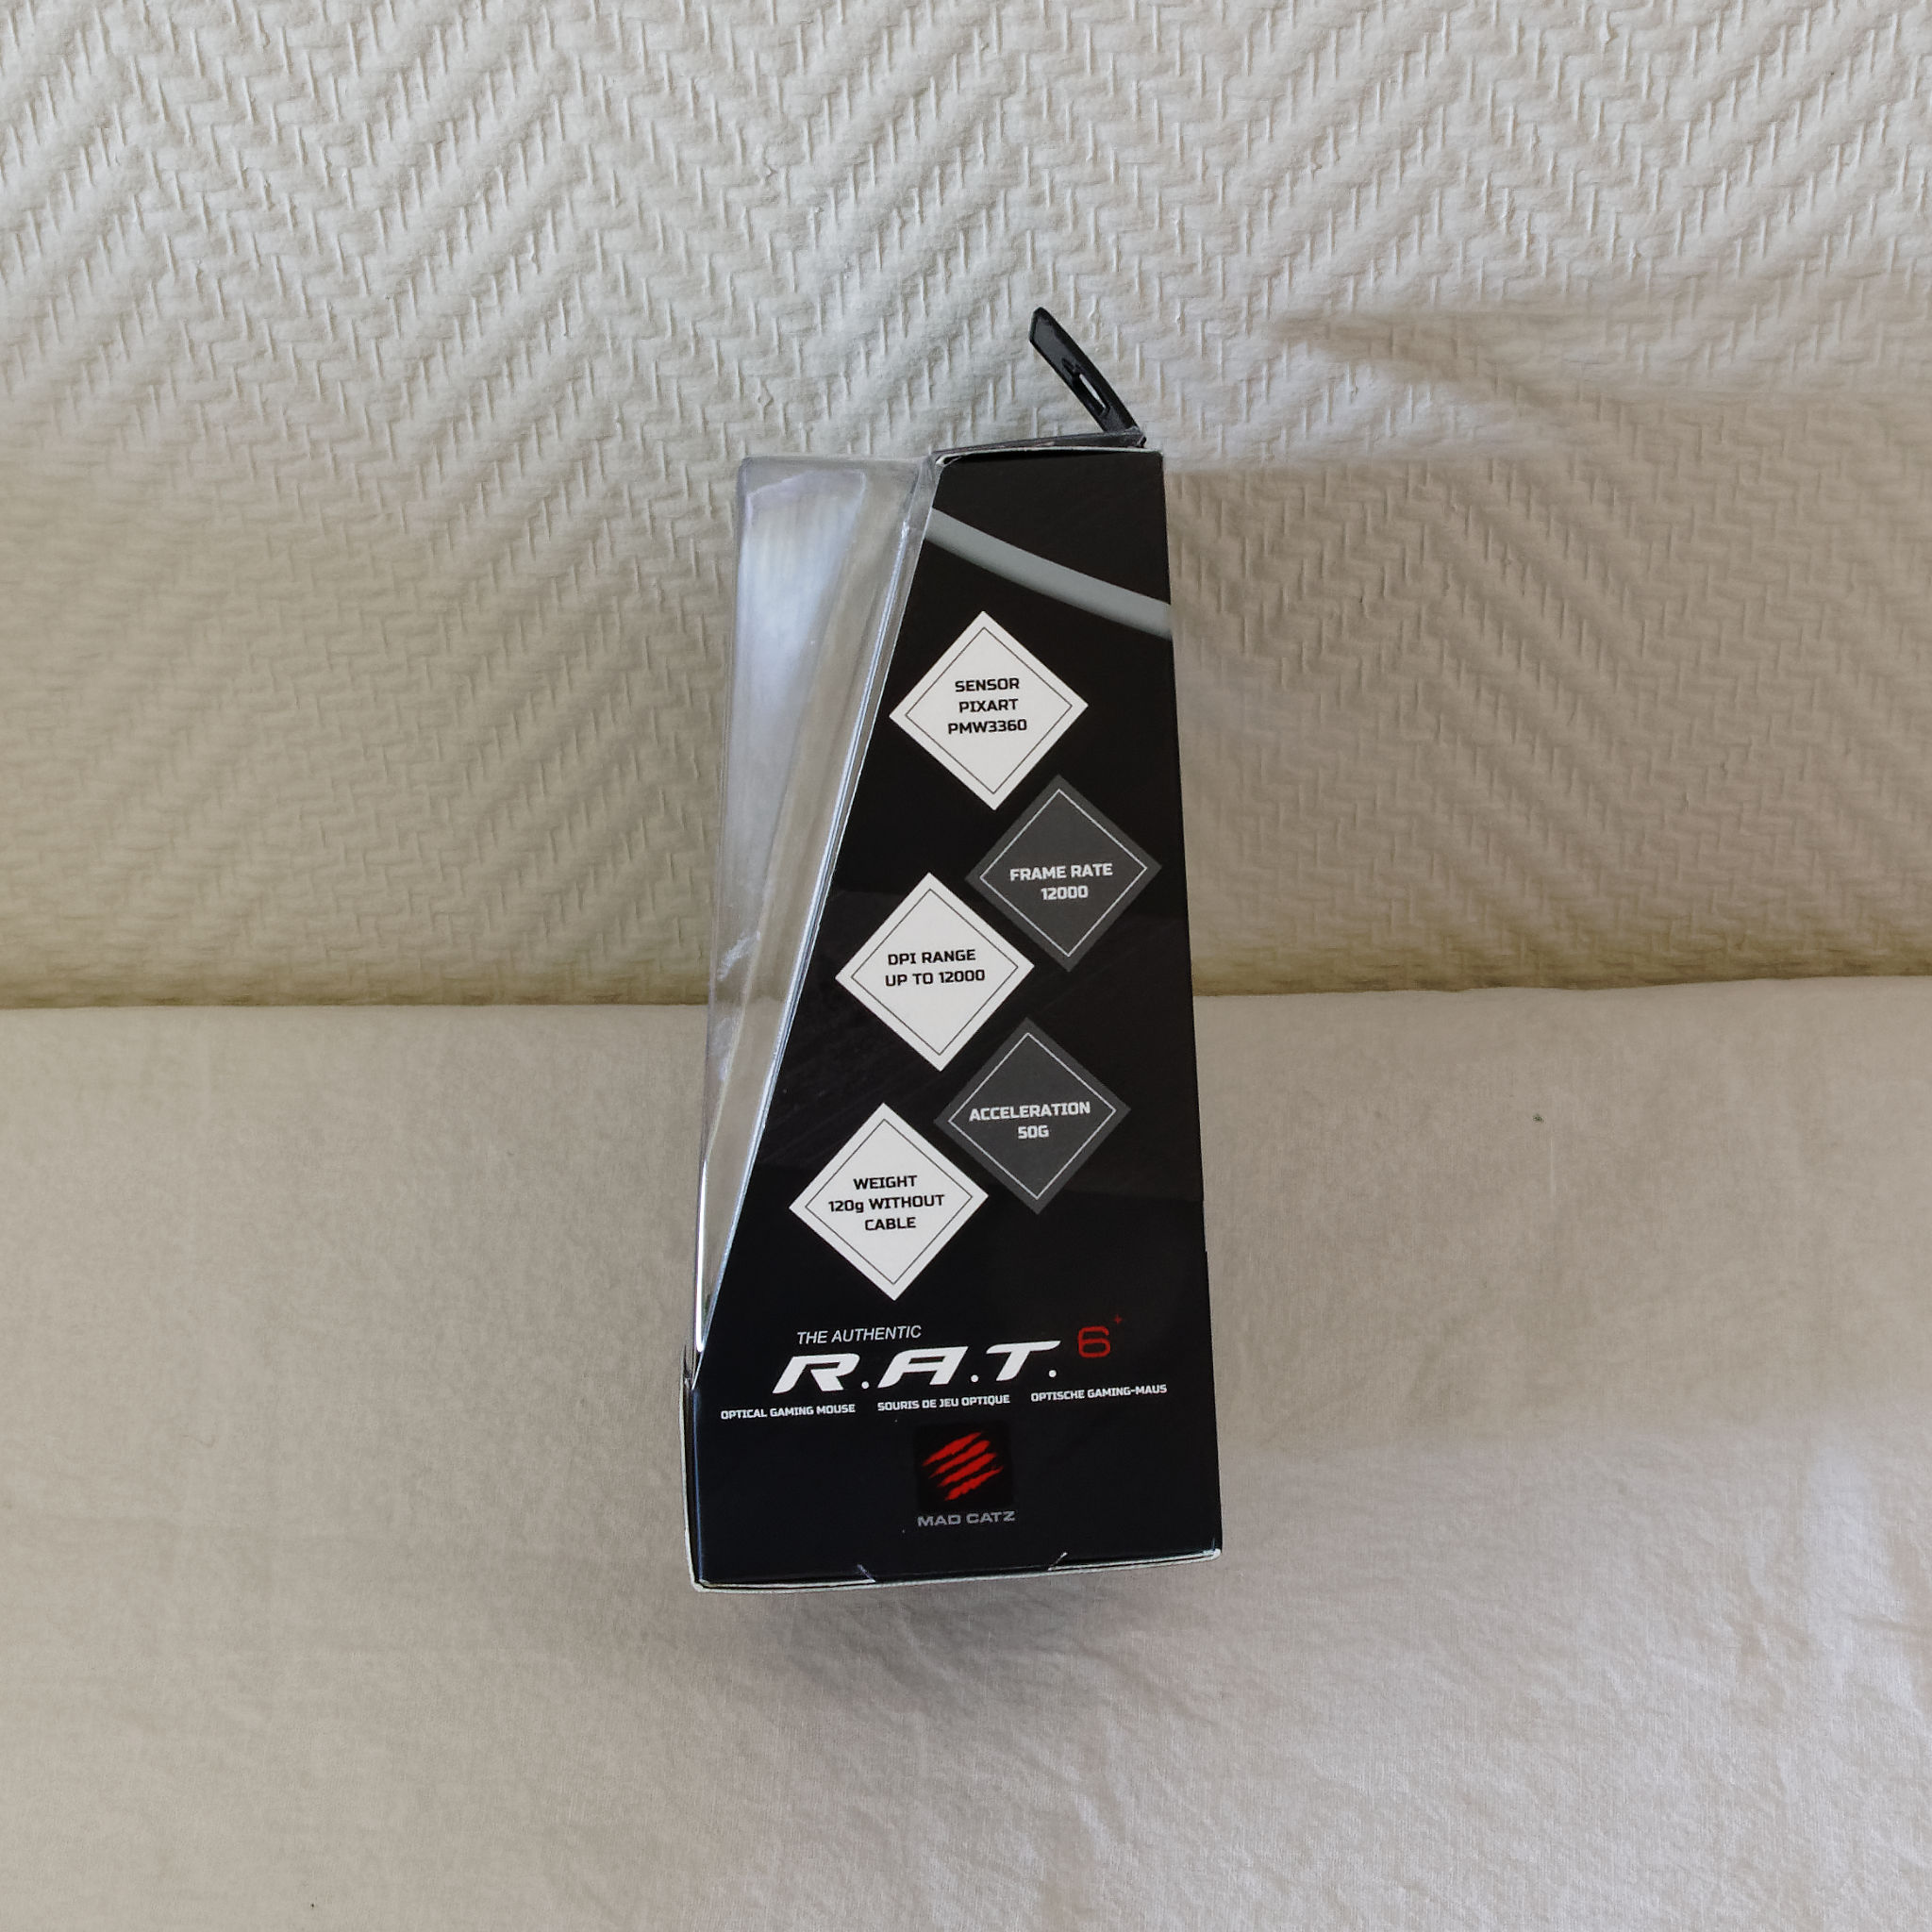 SENSOR
PIXART
PMW3360
FRAME RATE
12000
DPI RANGE
UP TO 12000
ACCELERATION
50G
WEIGHT
120g WITHOUT
CABLE
THE AUTHENTIC
R.A.T. 6+
OPTICAL GAMING MOUSE SOURIS DE JEU OPTIQUE OPTISCHE GAMING-MAUS
MAD CATZ